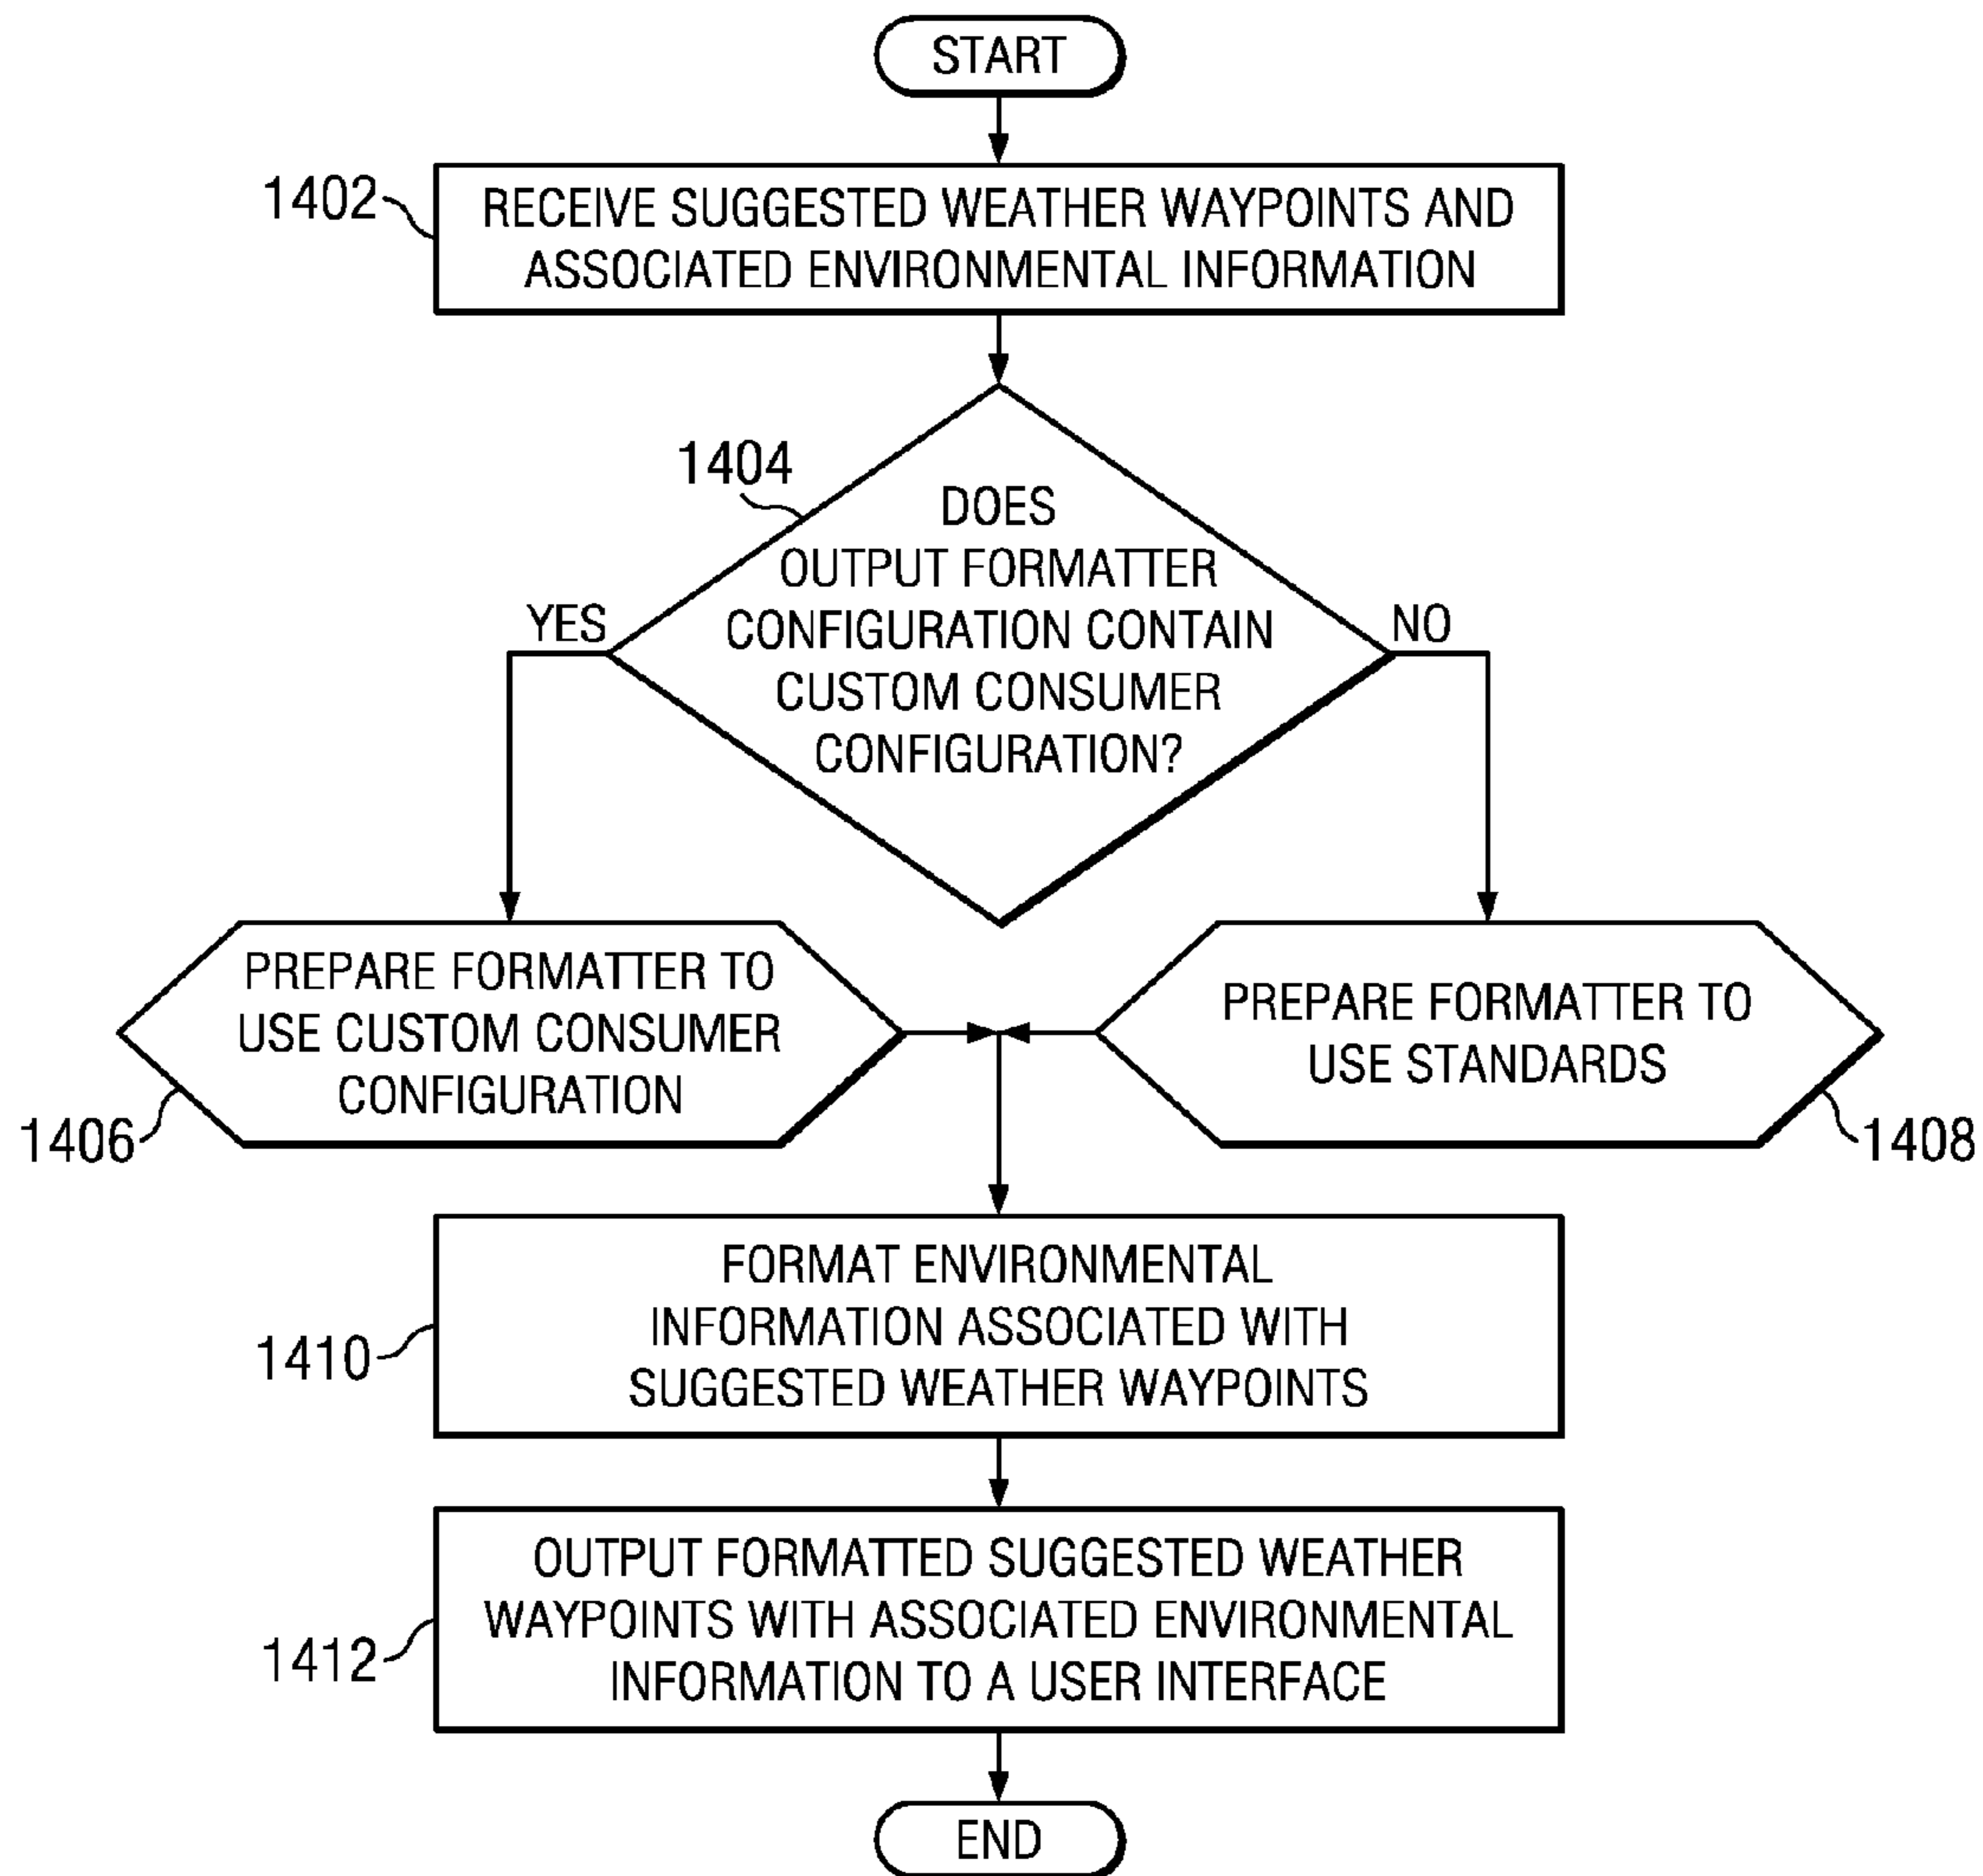 START
1402
RECEIVE SUGGESTED WEATHER WAYPOINTS AND
ASSOCIATED ENVIRONMENTAL INFORMATION
1404
DOES
OUTPUT FORMATTER
CONFIGURATION CONTAIN
CUSTOM CONSUMER
CONFIGURATION?
YES
NO
PREPARE FORMATTER TO
USE CUSTOM CONSUMER
CONFIGURATION
1406
PREPARE FORMATTER TO
USE STANDARDS
1408
FORMAT ENVIRONMENTAL
INFORMATION ASSOCIATED WITH
SUGGESTED WEATHER WAYPOINTS
1410
OUTPUT FORMATTED SUGGESTED WEATHER
WAYPOINTS WITH ASSOCIATED ENVIRONMENTAL
INFORMATION TO A USER INTERFACE
1412
END